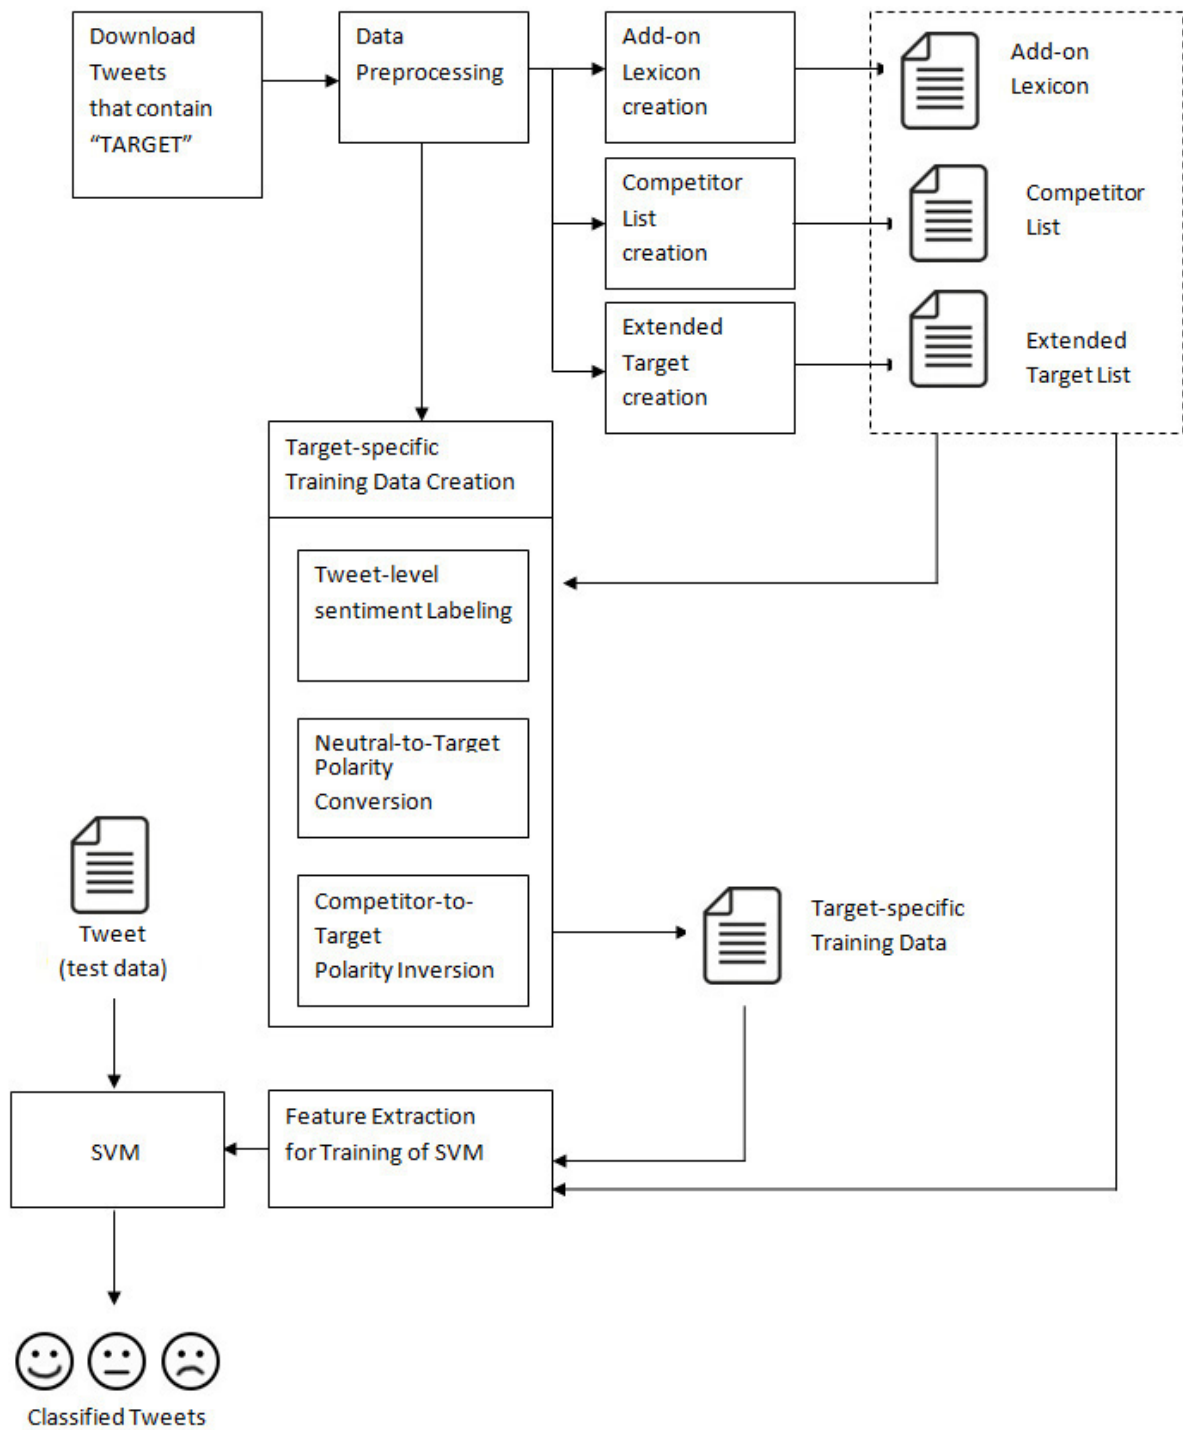 Download
Tweets
that contain
“TARGET”
Data
Preprocessing
Add-on
Lexicon
creation
Add-on
Lexicon
Competitor
List
creation
Competitor
List
Extended
Target
creation
Extended
Target List
Target-specific
Training Data Creation
Tweet-level
sentiment Labeling
Neutral-to-Target
Polarity
Conversion
Competitor-to-
Target
Polarity Inversion
Target-specific
Training Data
Tweet
(test data)
SVM
Feature Extraction
for Training of SVM
Classified Tweets